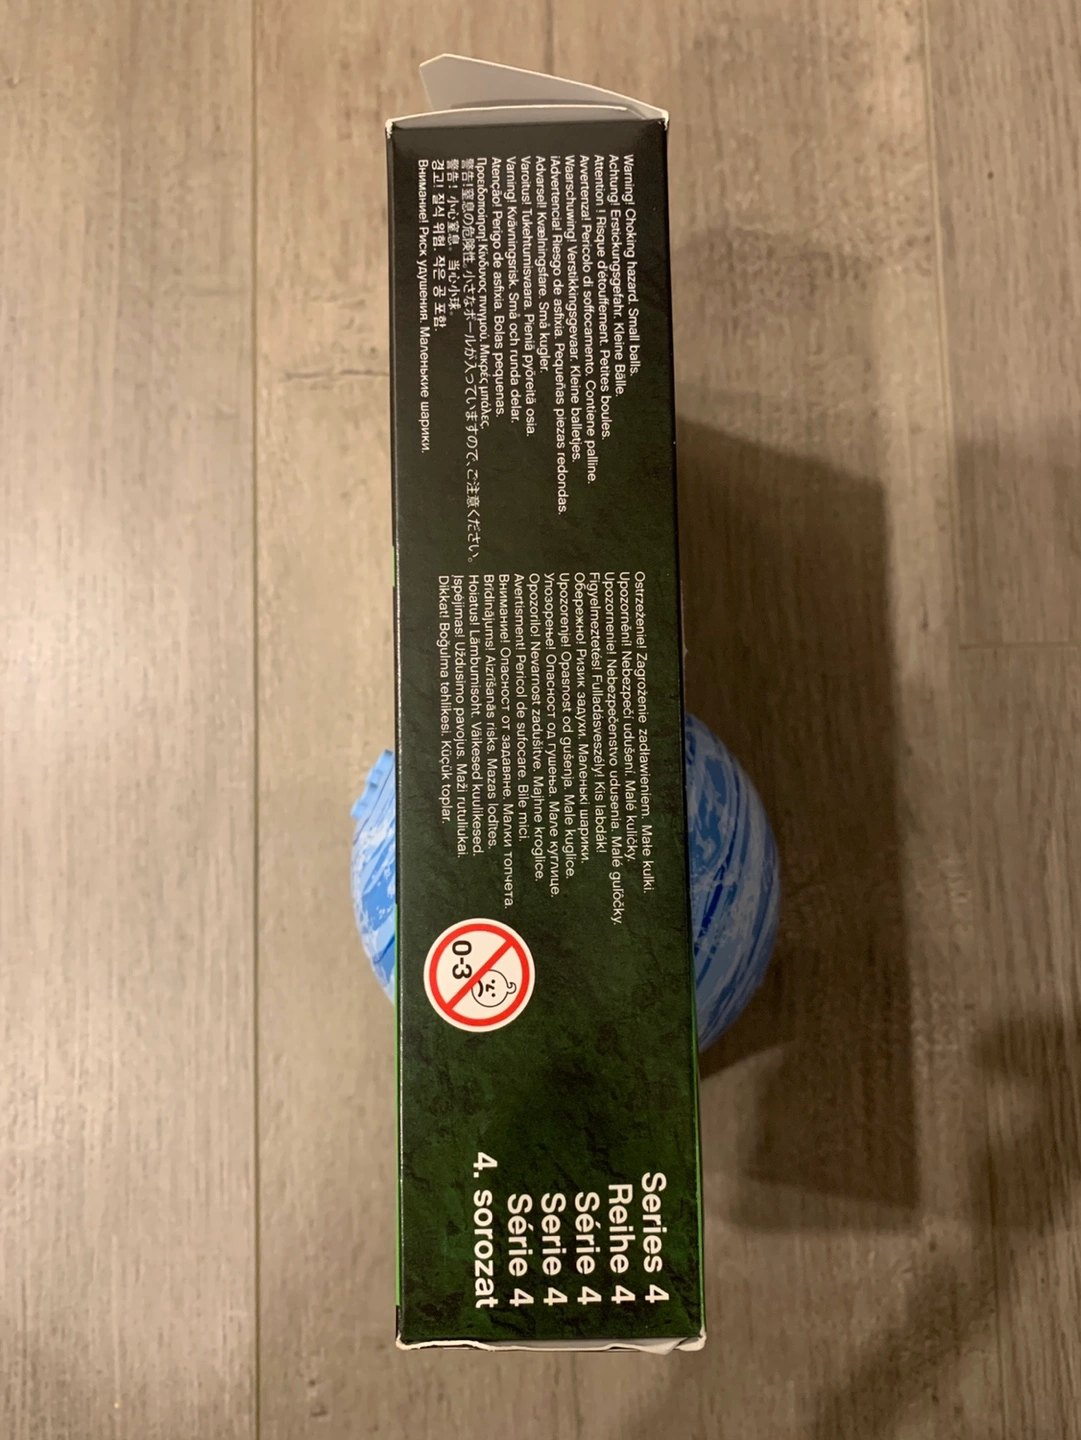 Warning! Choking hazard. Small balls.
Achtung! Erstickungsgefahr. Kleine Bälle.
Attention ! Risque d'étouffement. Petites boules.
Avvertenza! Pericolo di soffocamento. Contiene palline.
Waarschuwing! Verstikkingsgevaar. Kleine balletjes.
¡Advertencia! Riesgo de asfixia. Pequeñas piezas redondas.
Advarsel! Kvælningsfare. Små kugler.
Varoitus! Tukehtumisvaara. Pieniä pyöreitä osia.
Varning! Kvävningsrisk. Små och runda delar.
Atenção! Perigo de asfixia. Bolas pequenas.
Προειδοποίηση! Κίνδυνος πνιγμού. Μικρές μπάλες.
警告!窒息の危険性。小さなボールが入っていますので、ご注意ください。
警告！小心窒息。当心小球。
경고! 질식 위험. 작은 공 포함.
Внимание! Риск удушения. Маленькие шарики.
Ostrzeżenie! Zagrożenie zadławieniem. Małe kulki.
Upozornění! Nebezpečí udušení. Malé kuličky.
Upozornenie! Nebezpečenstvo udusenia. Malé guľôčky.
Figyelmeztetés! Fulladásveszély! Kis labdák!
Обережно! Ризик задухи. Маленькі шарики.
Upozorenje! Opasnost od gušenja. Male kuglice.
Упозорење! Опасност од гушења. Мале куглице.
Opozorilo! Nevarnost zadušitve. Majhne kroglice.
Avertisment! Pericol de sufocare. Bile mici.
Внимание! Опасност от задавяне. Малки топчета.
Brīdinājums! Aizrīšanās risks. Mazas lodītes.
Hoiatus! Lämbumisoht. Väikesed kuulikesed.
Įspėjimas! Uždusimo pavojus. Maži rutuliukai.
Dikkat! Boğulma tehlikesi. Küçük toplar.
0-3
Series 4
Reihe 4
Série 4
Serie 4
Série 4
4. sorozat